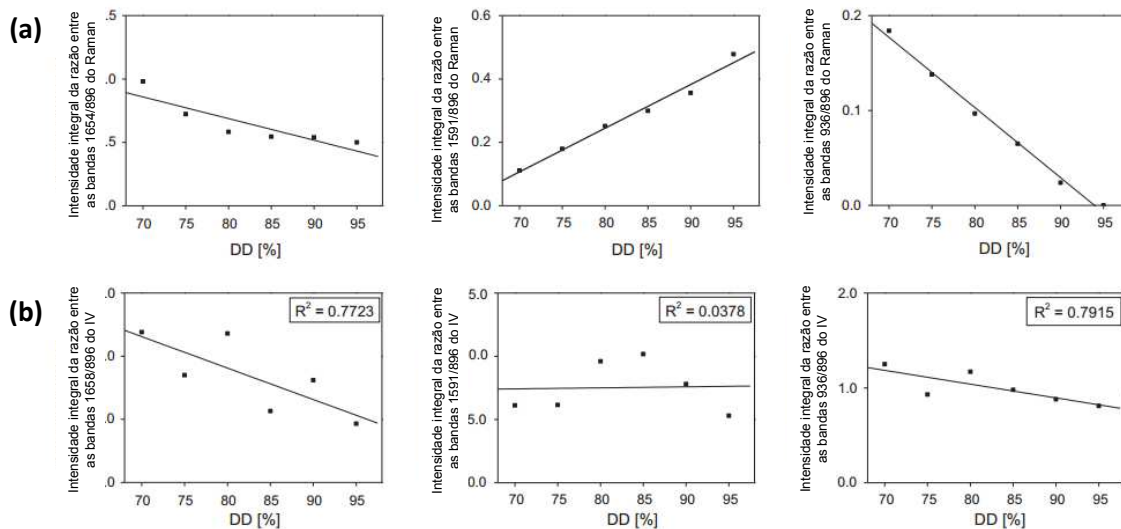 (a)
Intensidade integral da razão entre
as bandas 1654/896 do Raman
.5
.0
.5
.0
70 75 80 85 90 95
DD [%]
Intensidade integral da razão entre
as bandas 1591/896 do Raman
0.6
0.4
0.2
0.0
70 75 80 85 90 95
DD [%]
Intensidade integral da razão entre
as bandas 936/896 do Raman
0.2
0.1
0.0
70 75 80 85 90 95
DD [%]
(b)
Intensidade integral da razão entre
as bandas 1658/896 do IV
.0
.0
.0
.0
R² = 0.7723
70 75 80 85 90 95
DD [%]
Intensidade integral da razão entre
as bandas 1591/896 do IV
5.0
0.0
5.0
0.0
R² = 0.0378
70 75 80 85 90 95
DD [%]
Intensidade integral da razão entre
as bandas 936/896 do IV
2.0
1.0
0.0
R² = 0.7915
70 75 80 85 90 95
DD [%]